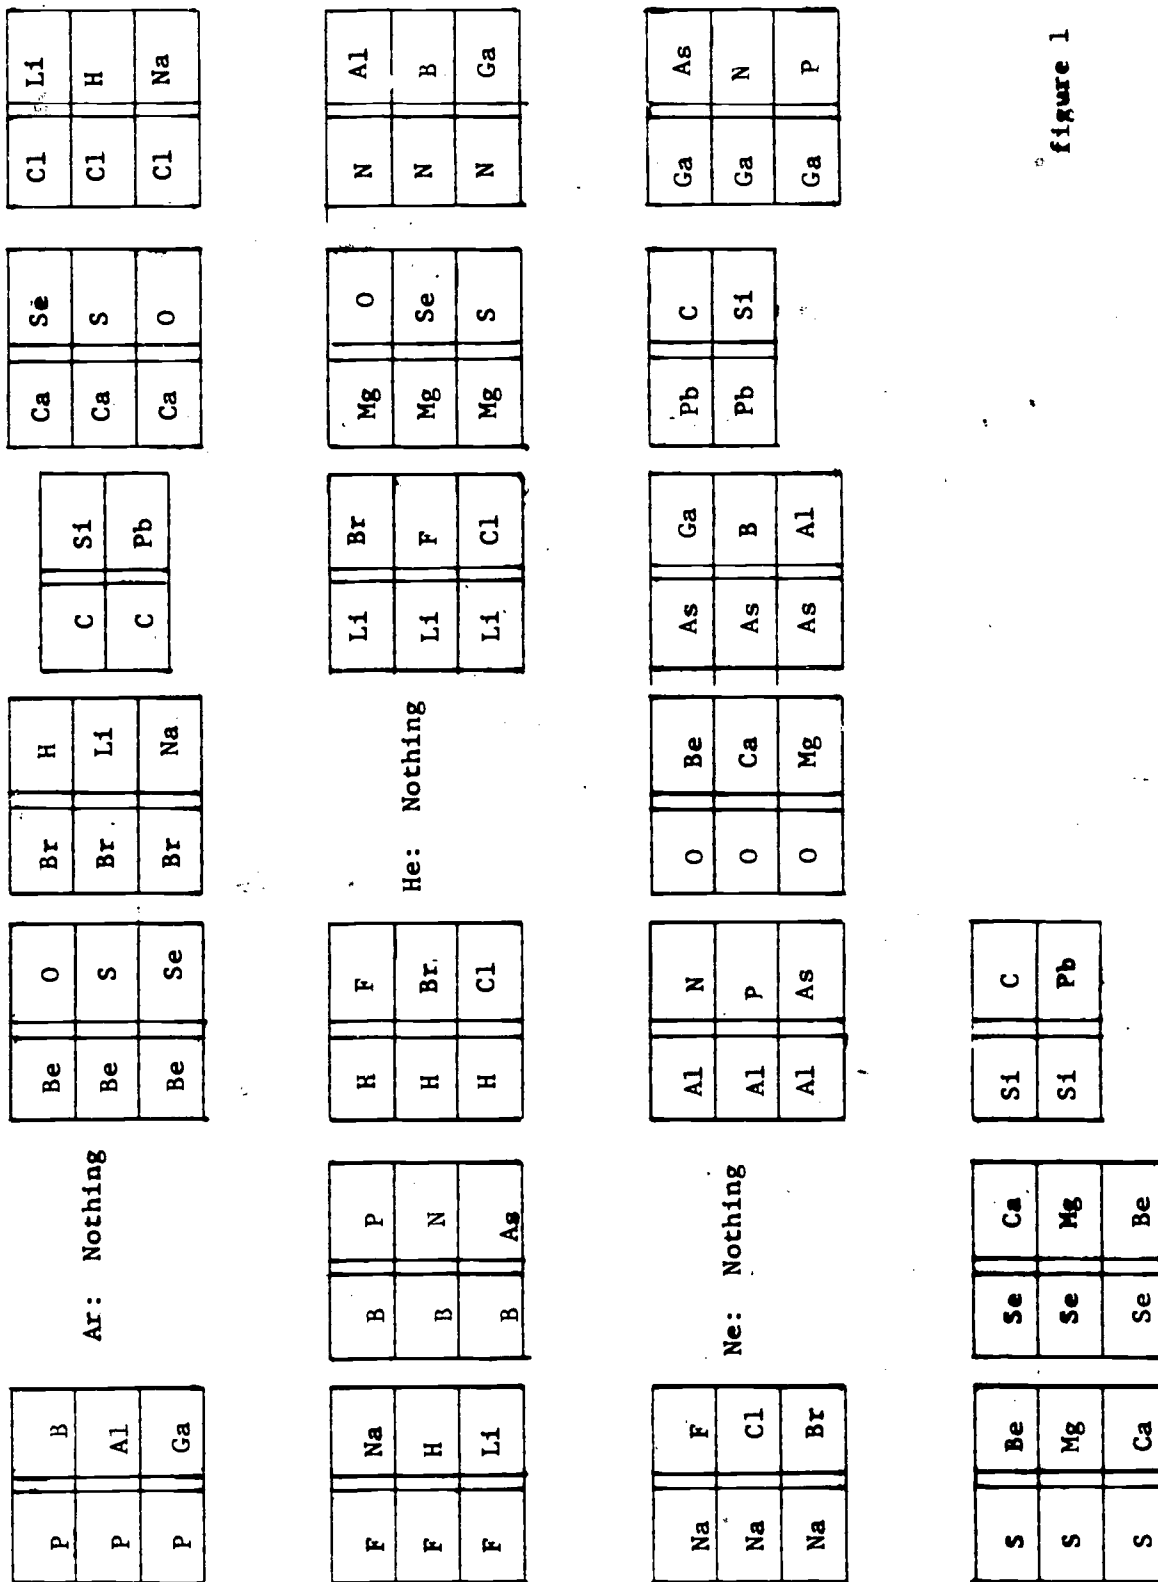 P B
P Al
P Ga
Ar: Nothing
Be O
Be S
Be Se
Br H
Br Li
Br Na
C Si
C Pb
Ca Se
Ca S
Ca O
Cl Li
Cl H
Cl Na
F Na
F H
F Li
B P
B N
B As
H F
H Br
H Cl
He: Nothing
Li Br
Li F
Li Cl
Mg O
Mg Se
Mg S
N Al
N B
N Ga
Na F
Na Cl
Na Br
Ne: Nothing
Al N
Al P
Al As
O Be
O Ca
O Mg
As Ga
As B
As Al
Pb C
Pb Si
Ga As
Ga N
Ga P
S Be
S Mg
S Ca
Se Ca
Se Mg
Se Be
Si C
Si Pb
figure 1